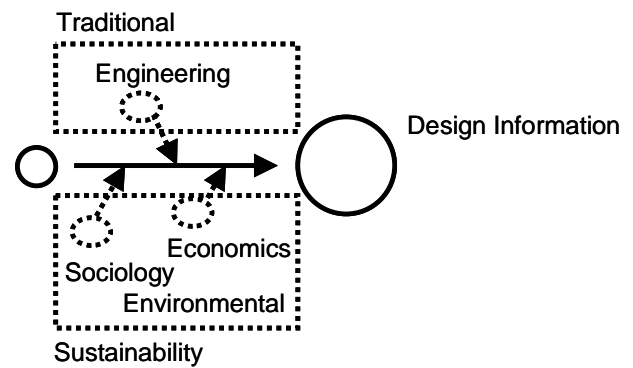 Traditional
Engineering
Design Information
Economics
Sociology
Environmental
Sustainability